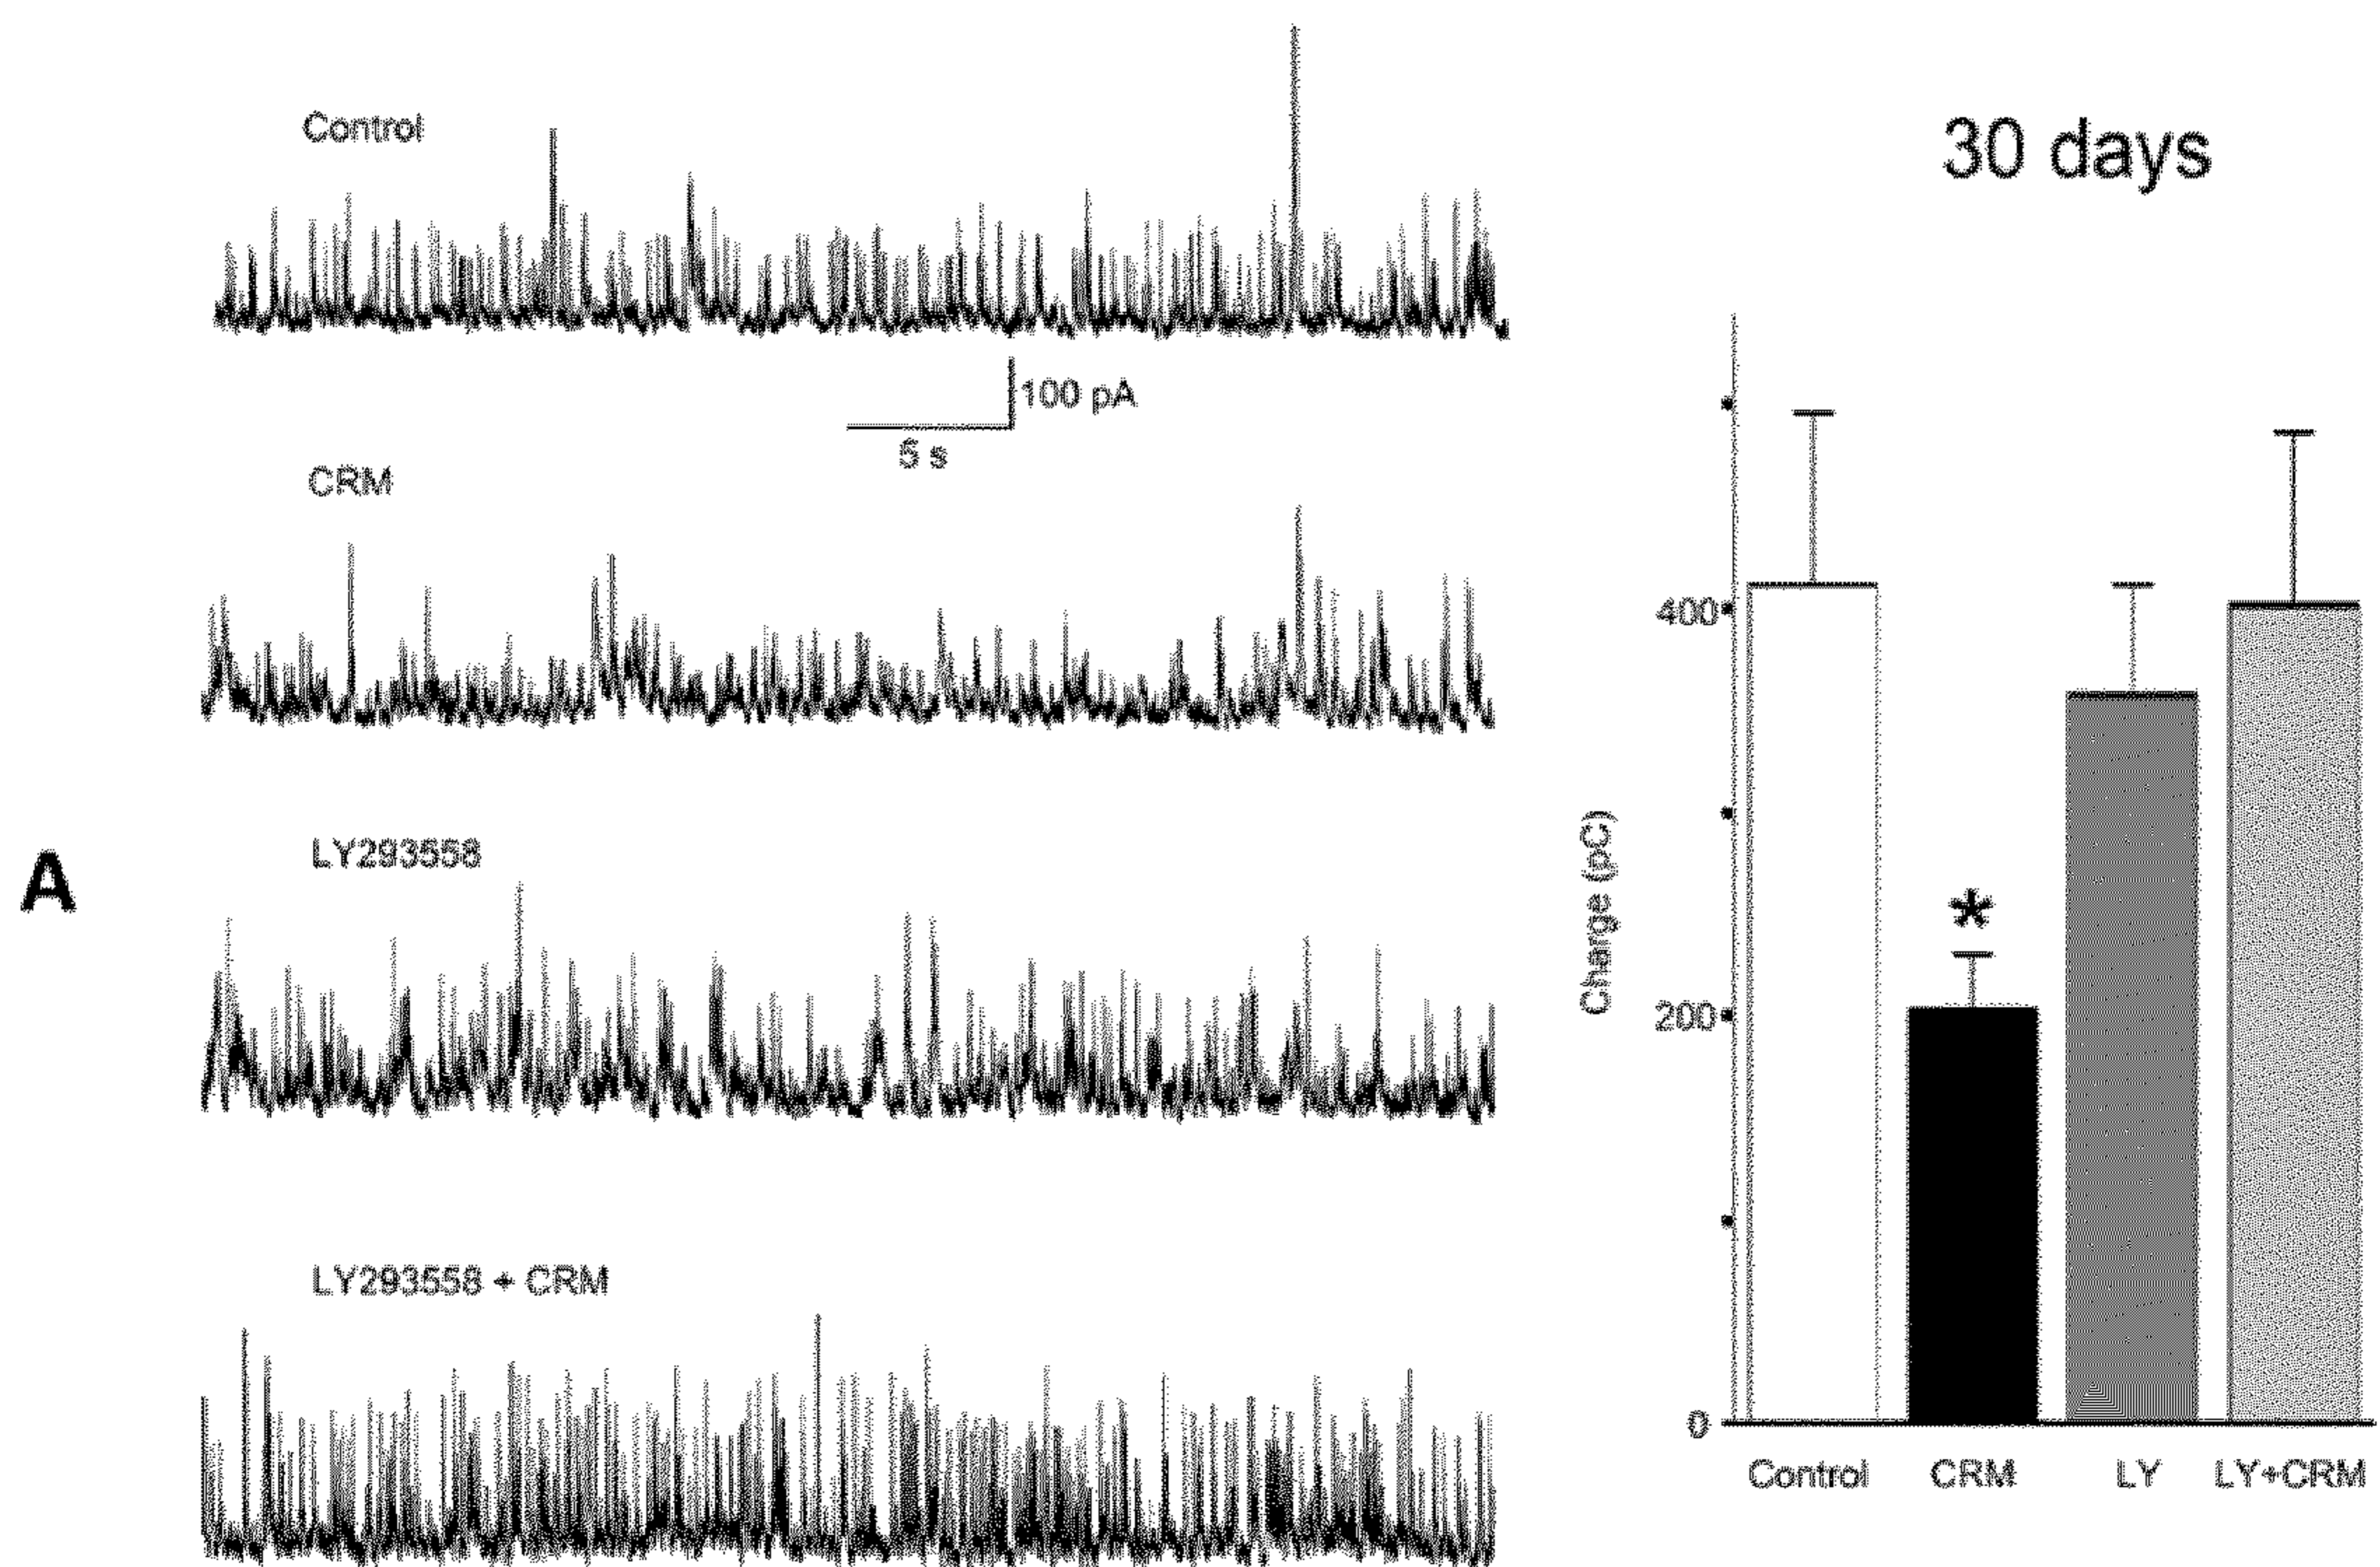 Control
100 pA
5 s
CRM
A
LY293558
LY293558 + CRM
30 days
Charge (pC)
400
200
0
*
Control
CRM
LY
LY+CRM